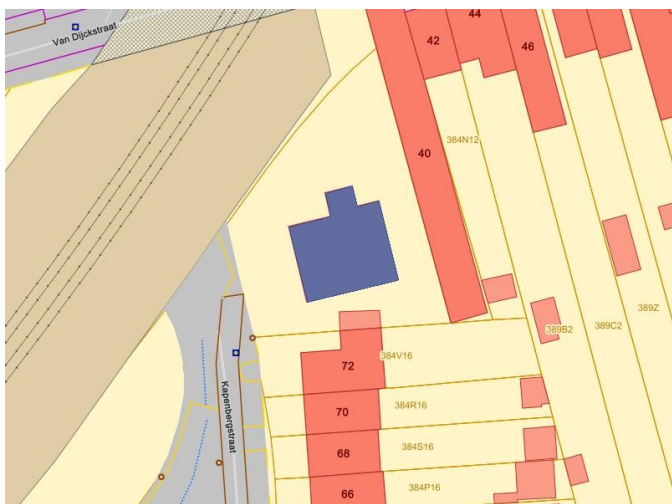 Van Dijckstraat
44
42
46
384N12
40
389Z
389C2
389B2
72
384V16
Kapenbergstraat
70
384R16
68
384S16
66
384P16